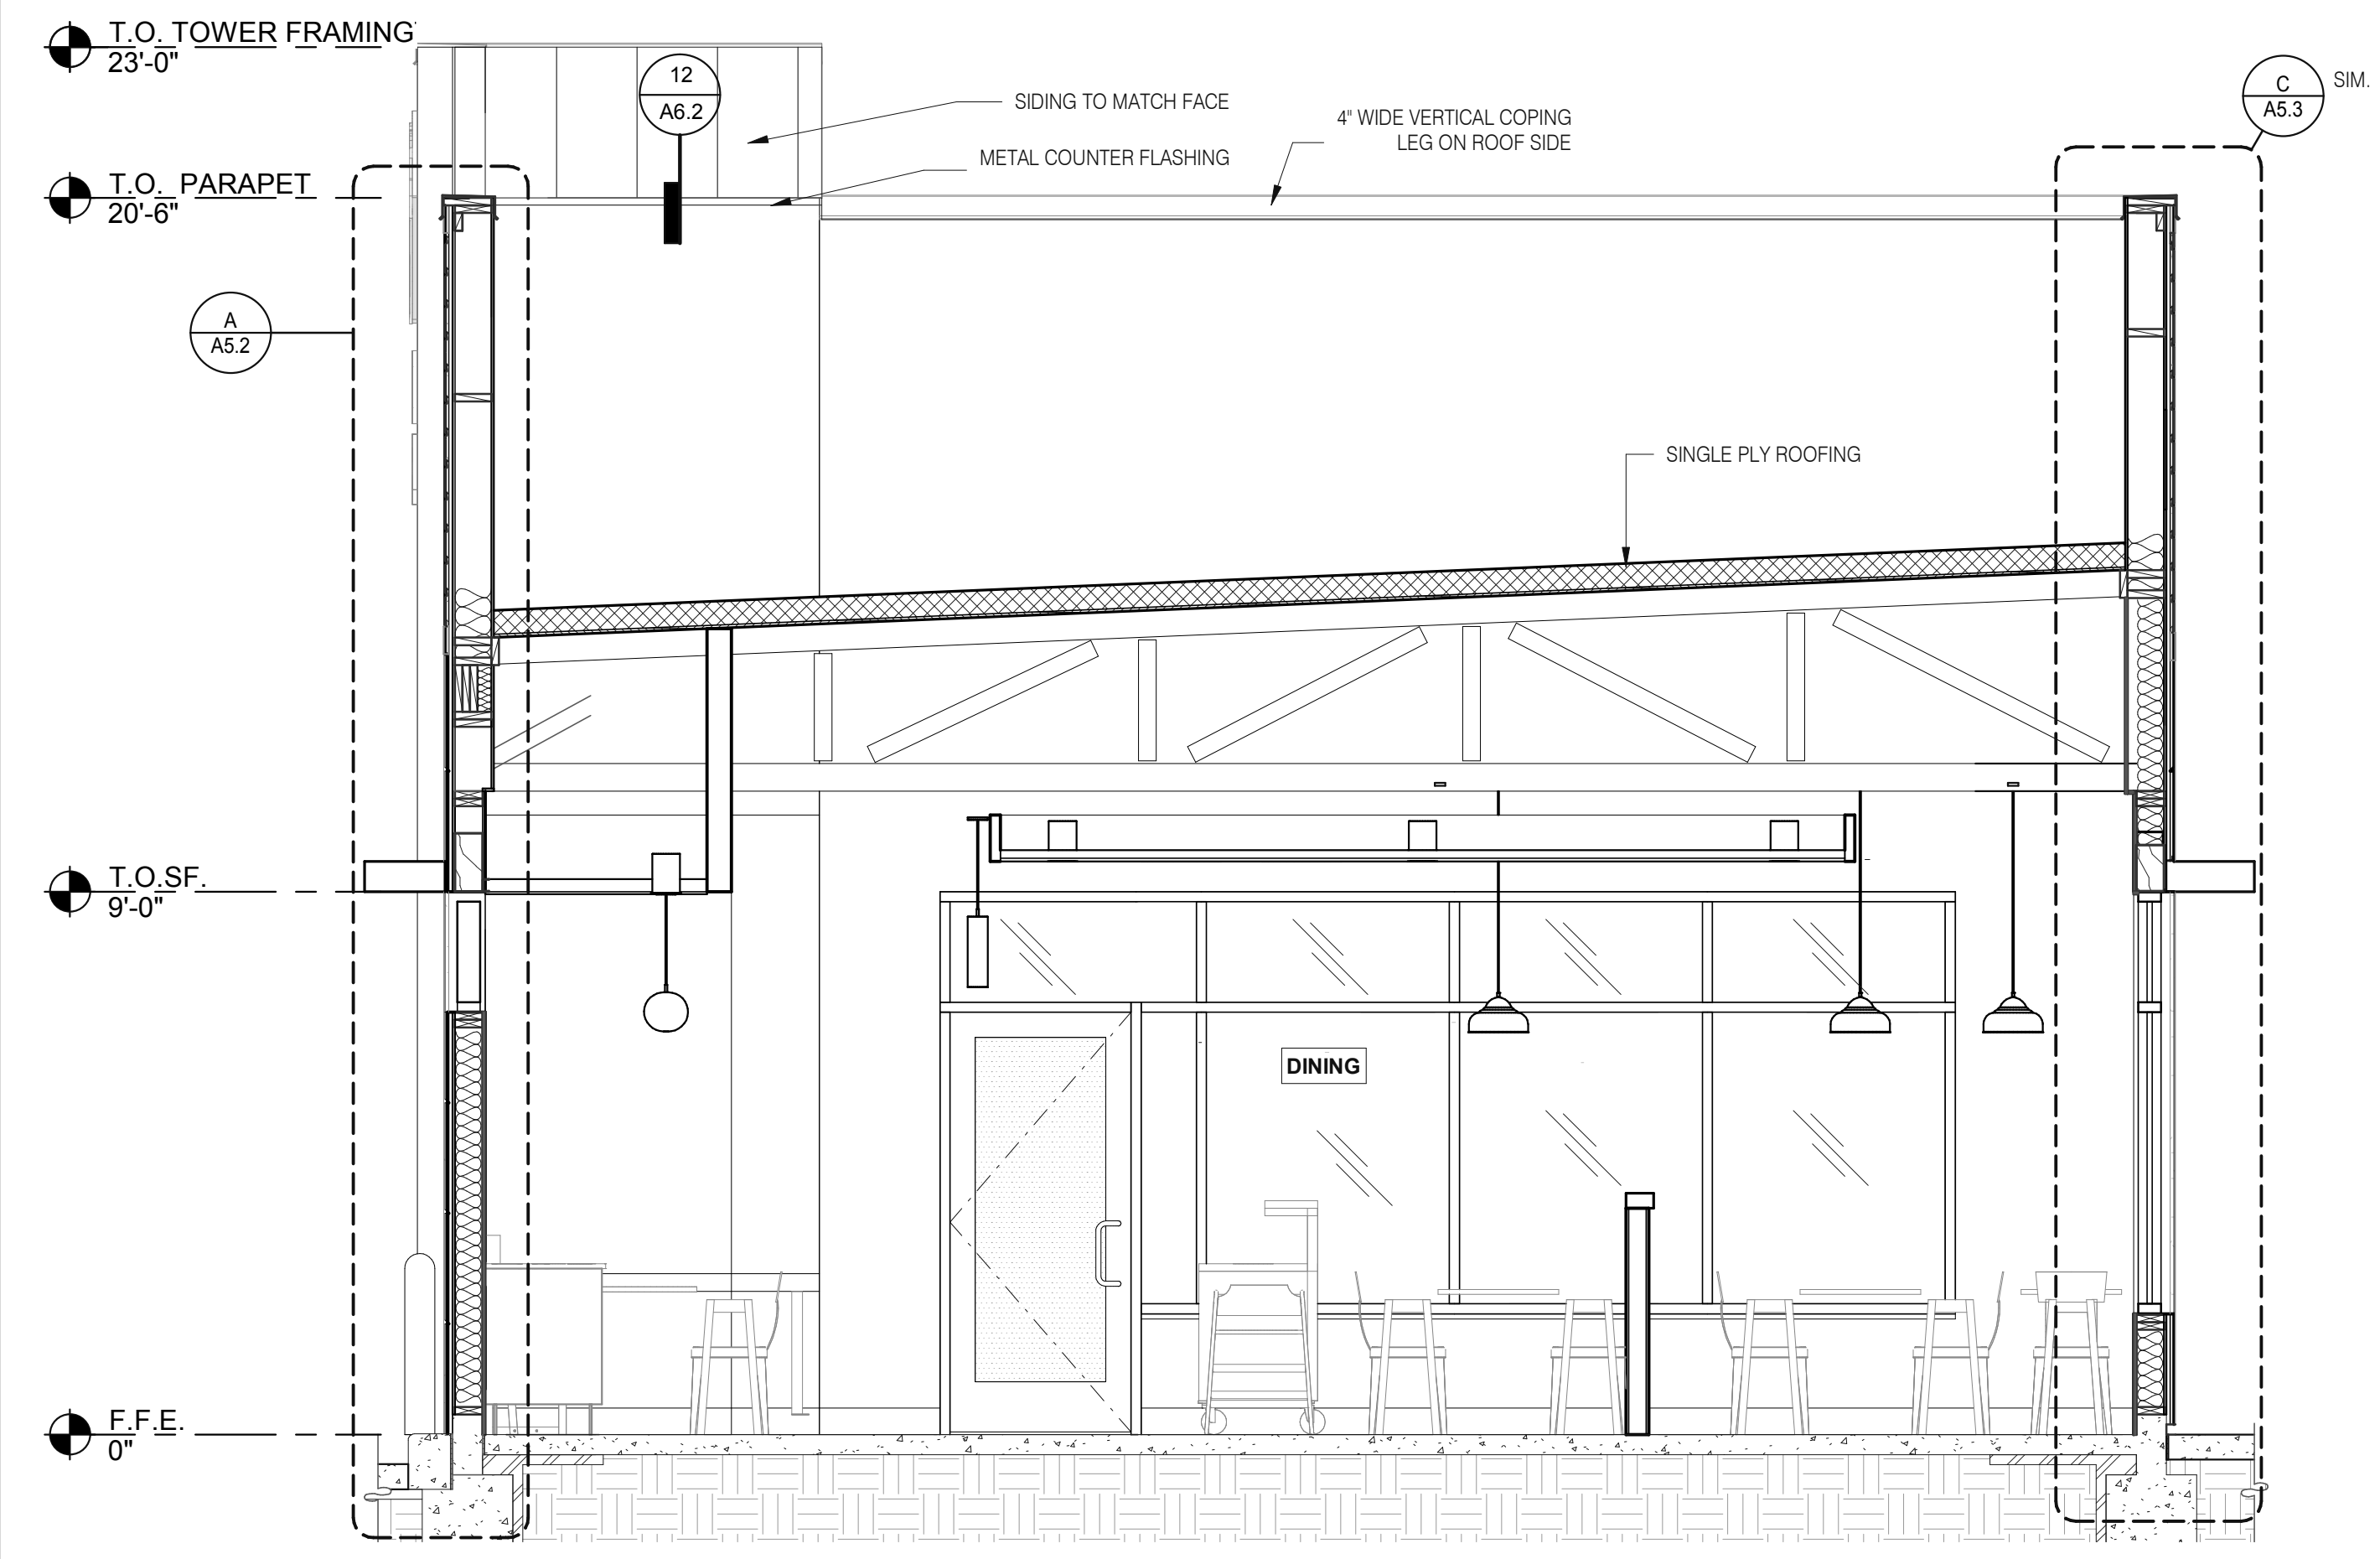 T.O. TOWER FRAMING
23'-0"
12
A6.2
SIDING TO MATCH FACE
4" WIDE VERTICAL COPING
LEG ON ROOF SIDE
METAL COUNTER FLASHING
C
A5.3
SIM.
T.O. PARAPET
20'-6"
A
A5.2
SINGLE PLY ROOFING
T.O.SF.
9'-0"
DINING
F.F.E.
0"